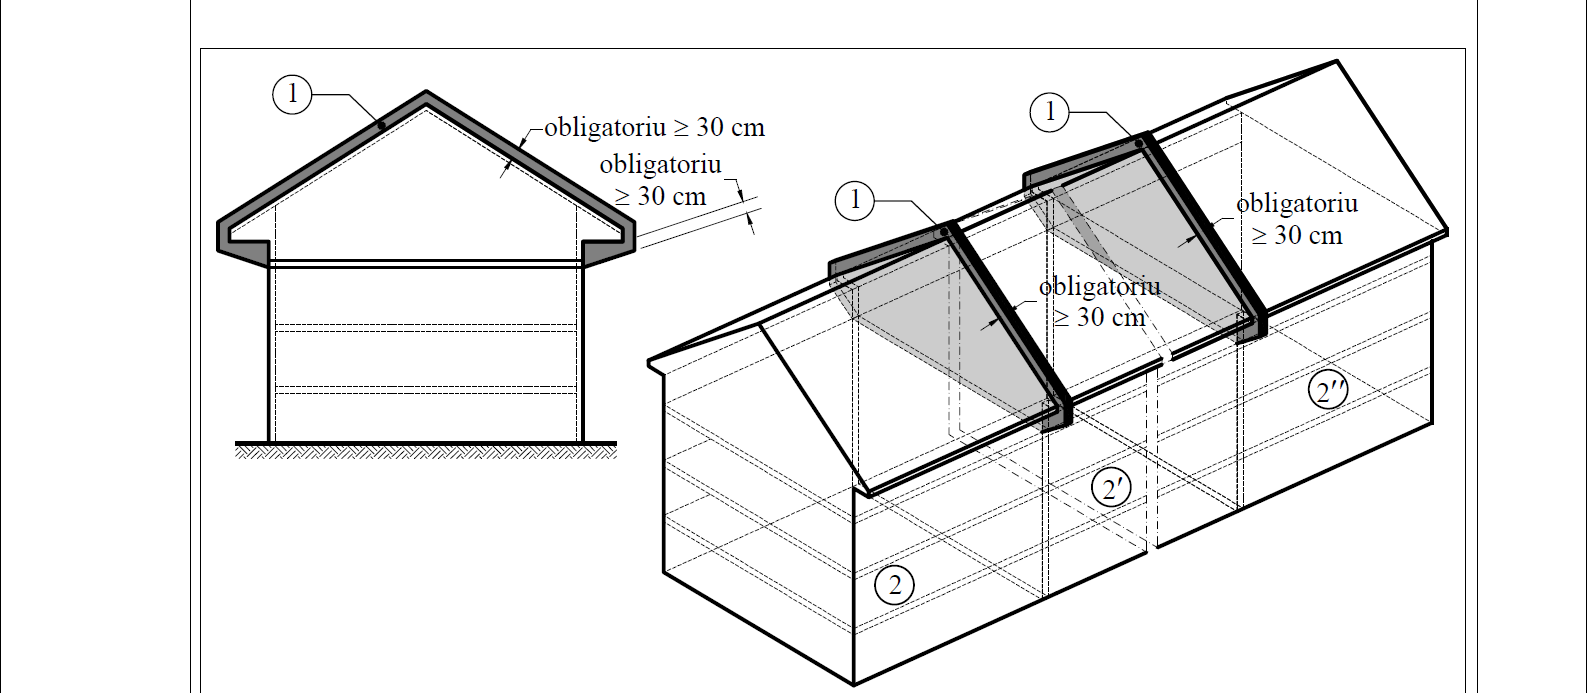 1
obligatoriu ≥ 30 cm
obligatoriu
≥ 30 cm
1
1
obligatoriu
≥ 30 cm
obligatoriu
≥ 30 cm
2′′
2′
2